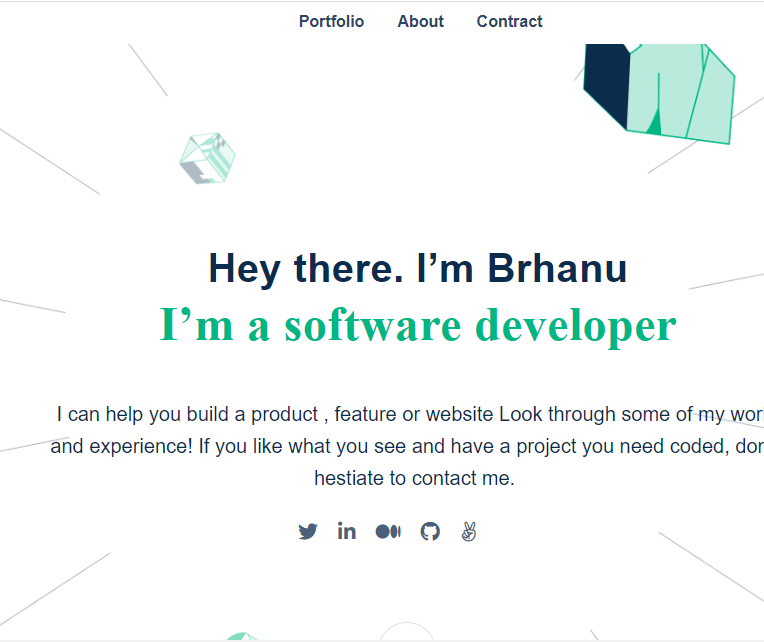 Portfolio About Contract
Hey there. I’m Brhanu
I’m a software developer
I can help you build a product , feature or website Look through some of my wor
and experience! If you like what you see and have a project you need coded, don
hestiate to contact me.